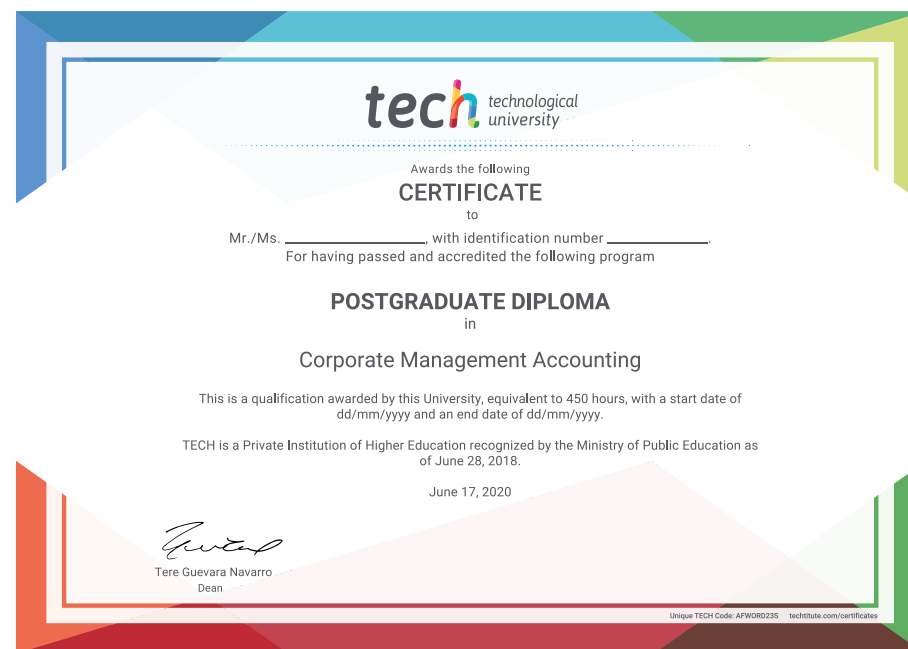 tech technological
university
Awards the following
CERTIFICATE
to
Mr./Ms. ____________________, with identification number ______________.
For having passed and accredited the following program
POSTGRADUATE DIPLOMA
in
Corporate Management Accounting
This is a qualification awarded by this University, equivalent to 450 hours, with a start date of
dd/mm/yyyy and an end date of dd/mm/yyyy.
TECH is a Private Institution of Higher Education recognized by the Ministry of Public Education as
of June 28, 2018.
June 17, 2020
Tere Guevara Navarro
Dean
Unique TECH Code: AFWORD23S techtitute.com/certificates